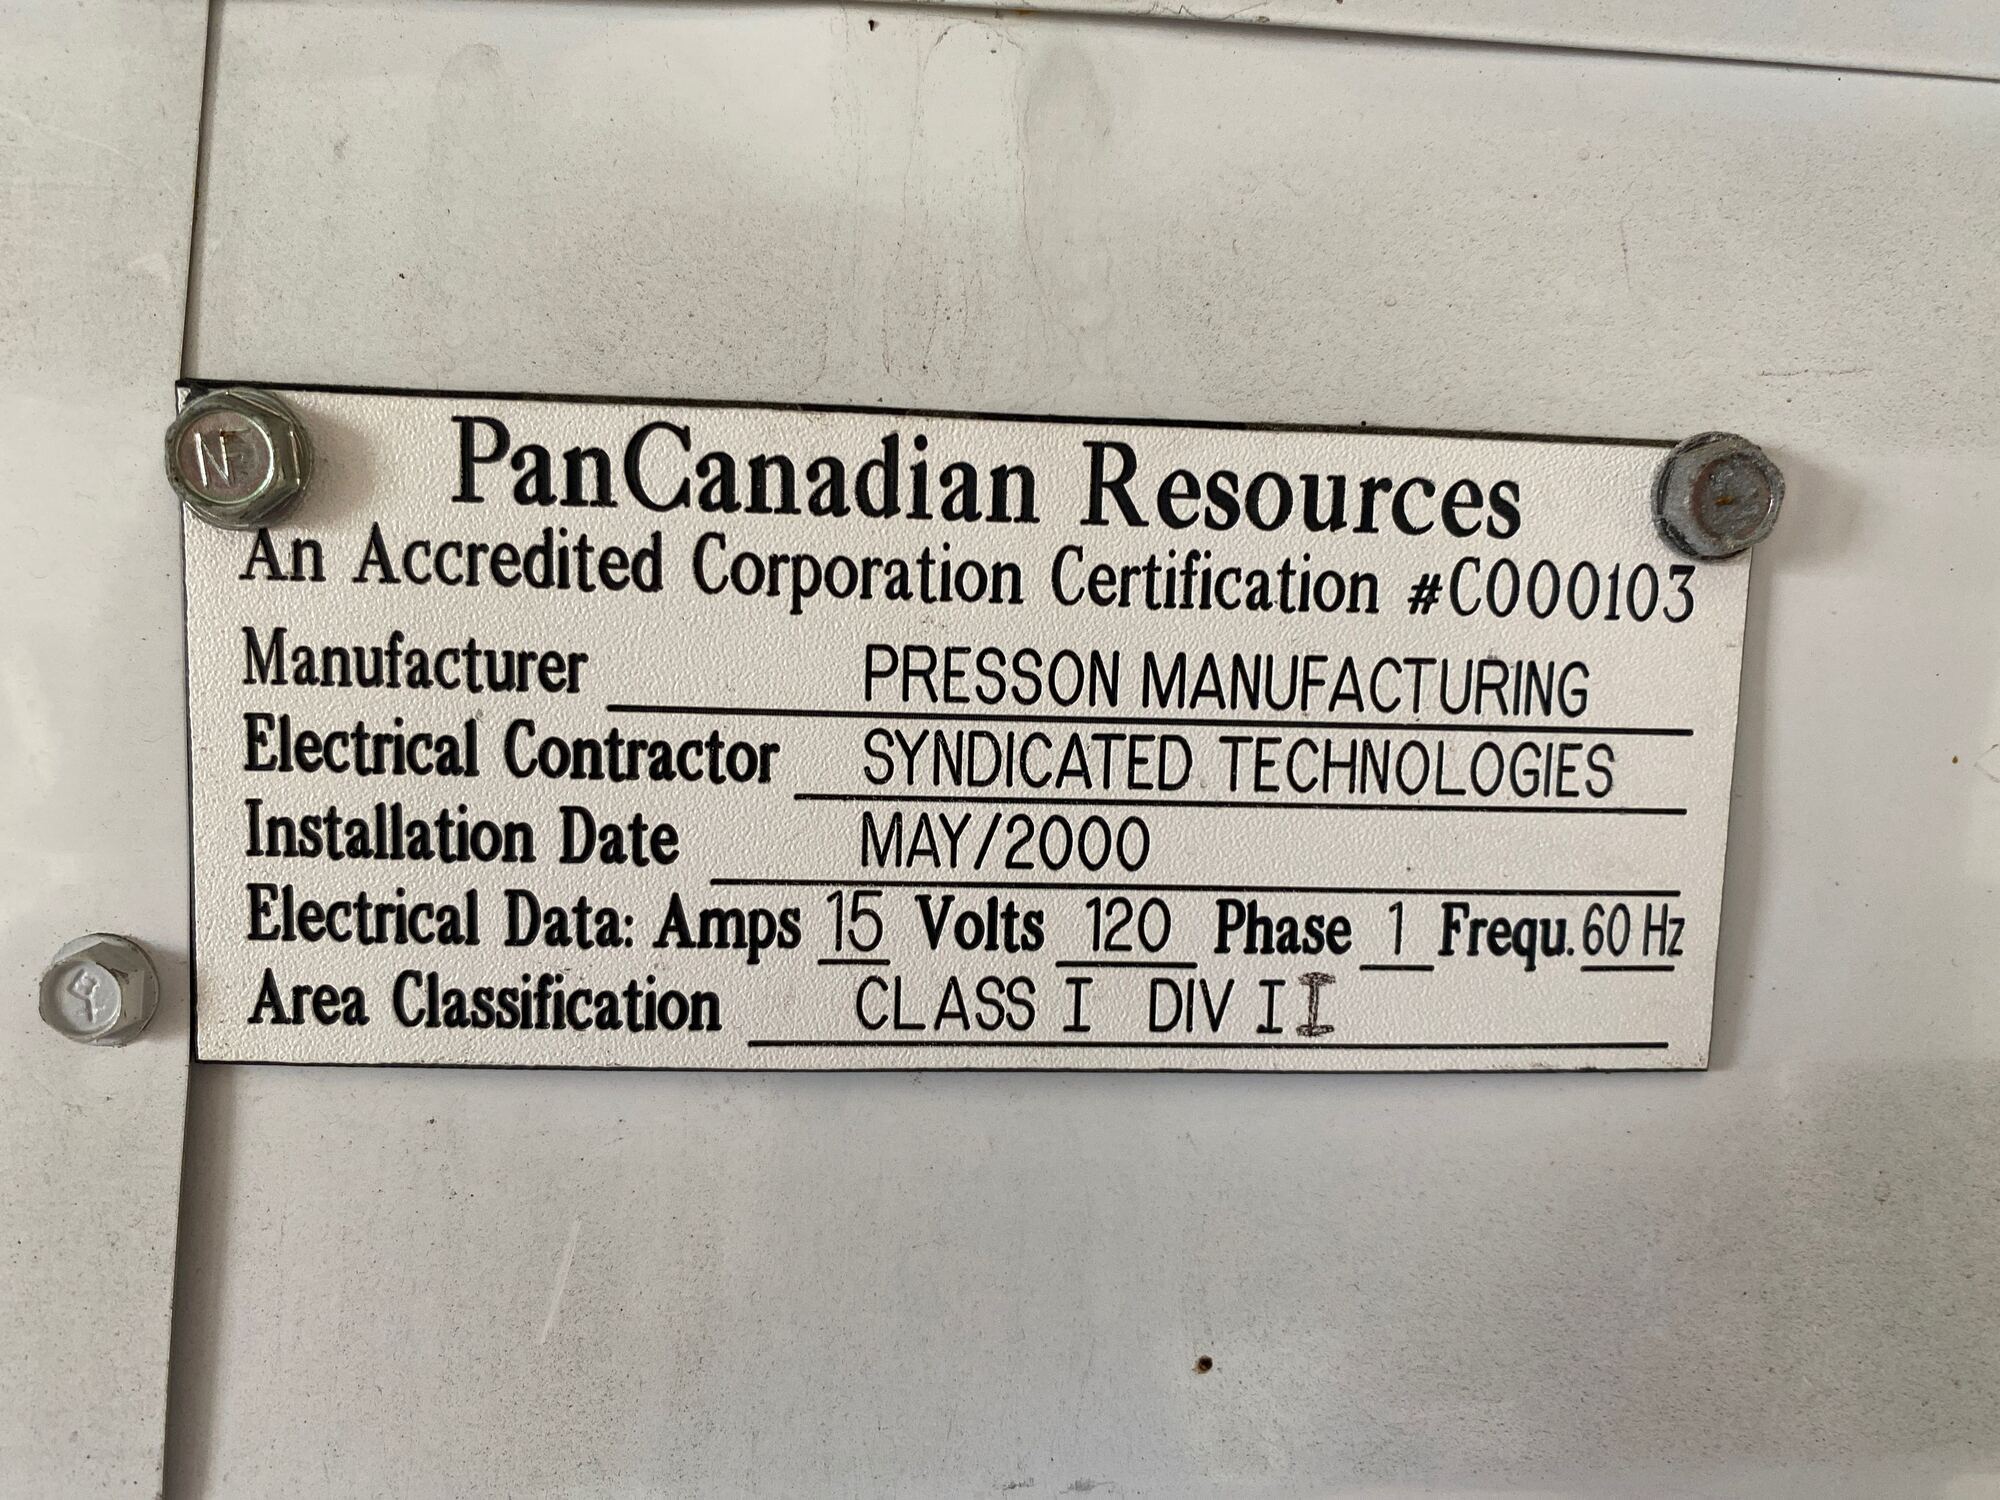 PanCanadian Resources
An Accredited Corporation Certification #C000103
Manufacturer PRESSON MANUFACTURING
Electrical Contractor SYNDICATED TECHNOLOGIES
Installation Date MAY/2000
Electrical Data: Amps 15 Volts 120 Phase 1 Frequ. 60 Hz
Area Classification CLASS I DIV II